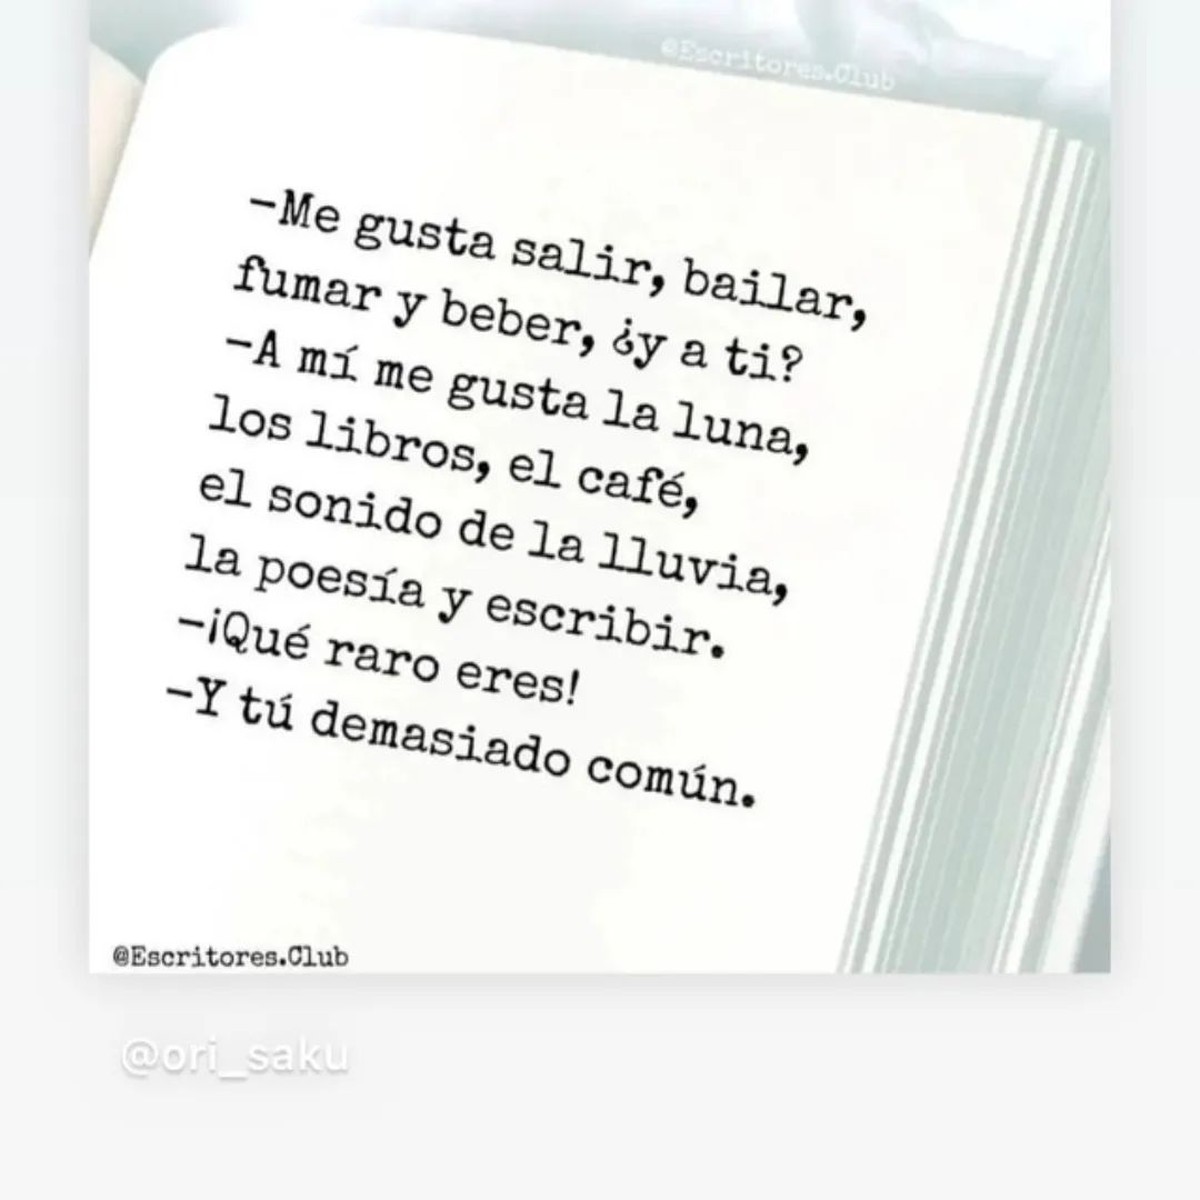 @Escritores.Club
-Me gusta salir, bailar,
fumar y beber, ¿y a ti?
-A mí me gusta la luna,
los libros, el café,
el sonido de la lluvia,
la poesía y escribir.
-¡Qué raro eres!
-Y tú demasiado común.
@Escritores.Club
@ori_saku